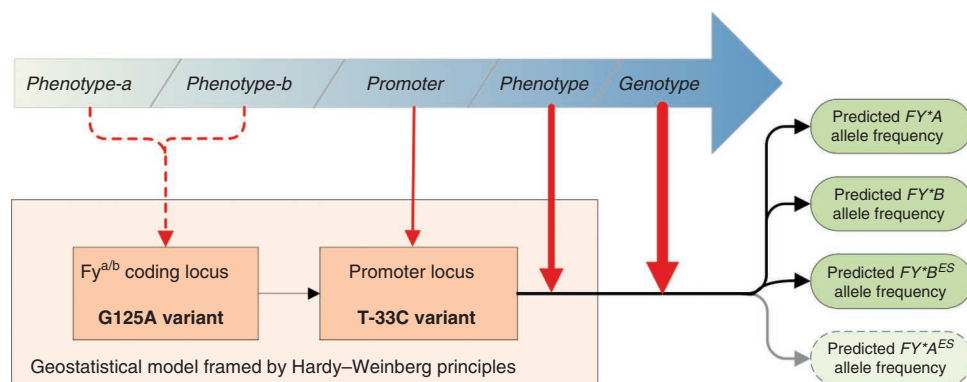 Phenotype-a Phenotype-b Promoter Phenotype Genotype
Predicted FY*A
allele frequency
Predicted FY*B
allele frequency
Predicted FY*B^ES
allele frequency
Predicted FY*A^ES
allele frequency
Fy^a/b coding locus
G125A variant
Promoter locus
T-33C variant
Geostatistical model framed by Hardy–Weinberg principles